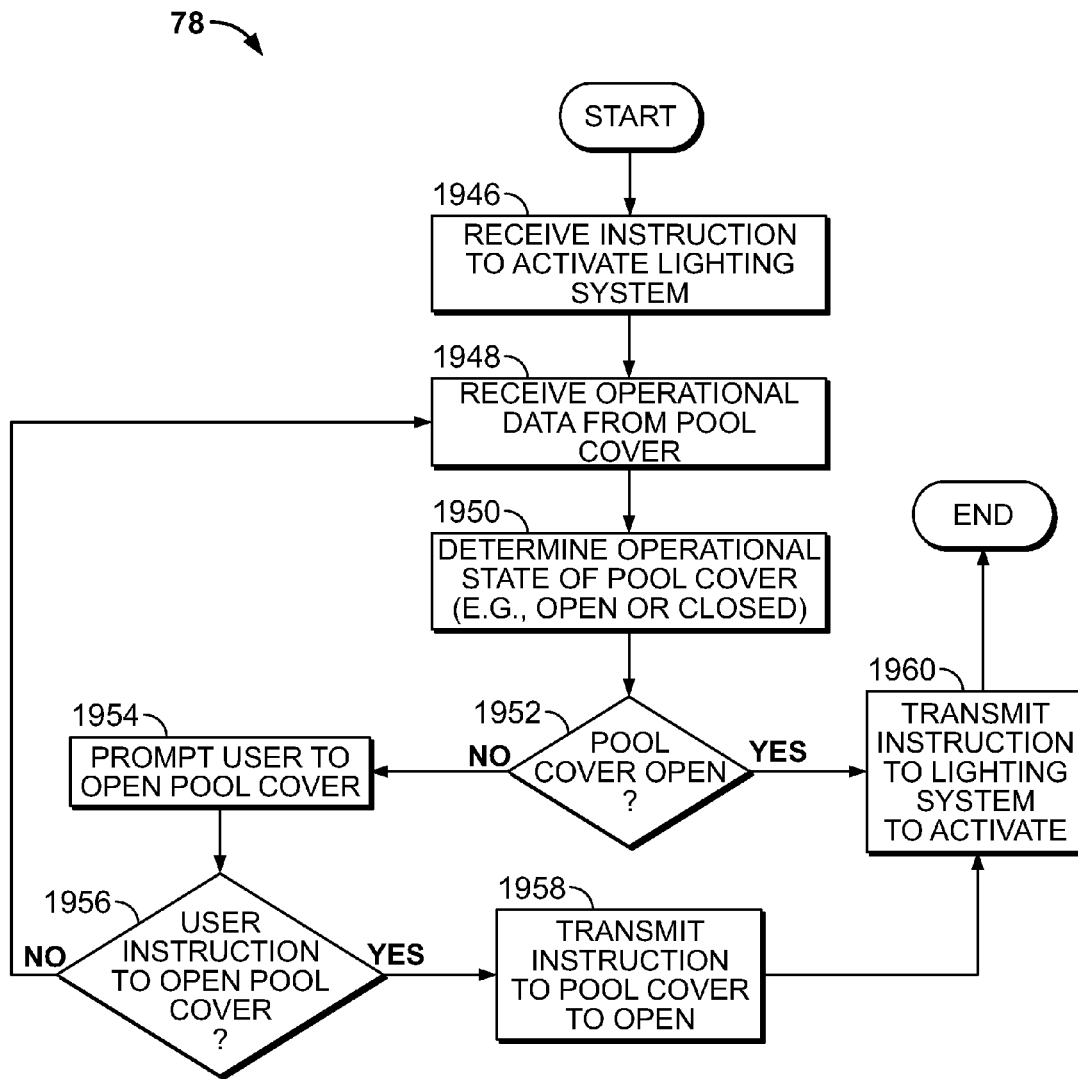 78
START
1946
RECEIVE INSTRUCTION
TO ACTIVATE LIGHTING
SYSTEM
1948
RECEIVE OPERATIONAL
DATA FROM POOL
COVER
1950
DETERMINE OPERATIONAL
STATE OF POOL COVER
(E.G., OPEN OR CLOSED)
END
1952
POOL
COVER OPEN
?
NO
YES
1954
PROMPT USER TO
OPEN POOL COVER
1960
TRANSMIT
INSTRUCTION
TO LIGHTING
SYSTEM
TO ACTIVATE
1956
USER
INSTRUCTION
TO OPEN POOL
COVER
?
NO
YES
1958
TRANSMIT
INSTRUCTION
TO POOL COVER
TO OPEN